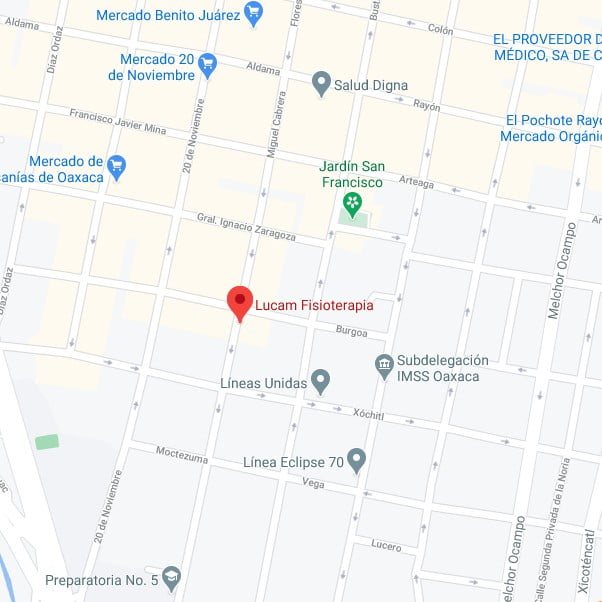 Mercado Benito Juárez
Flores
Bust
Colón
EL PROVEEDOR D
MÉDICO, SA DE C
Aldama
Díaz Ordaz
Mercado 20
de Noviembre
Aldama
Salud Digna
Rayón
Miguel Cabrera
Francisco Javier Mina
20 de Noviembre
El Pochote Rayó
Mercado Orgánic
Mercado de
sanías de Oaxaca
Jardín San
Francisco
Arteaga
Gral. Ignacio Zaragoza
Melchor Ocampo
Díaz Ordaz
Lucam Fisioterapia
Burgoa
Subdelegación
IMSS Oaxaca
Líneas Unidas
Xóchitl
Moctezuma
Línea Eclipse 70
Vega
20 de Noviembre
uac
Calle Segunda Privada de la Noria
Lucero
Melchor Ocampo
Xicoténcatl
Preparatoria No. 5